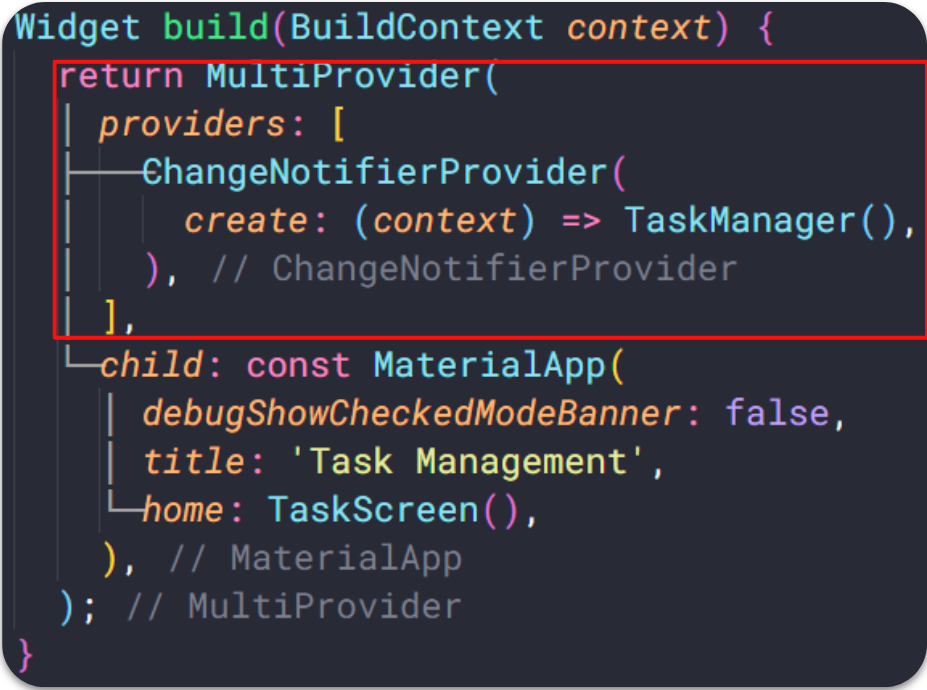 Widget build(BuildContext context) {
return MultiProvider(
providers: [
ChangeNotifierProvider(
create: (context) => TaskManager(),
), // ChangeNotifierProvider
],
child: const MaterialApp(
debugShowCheckedModeBanner: false,
title: 'Task Management',
home: TaskScreen(),
), // MaterialApp
); // MultiProvider
}